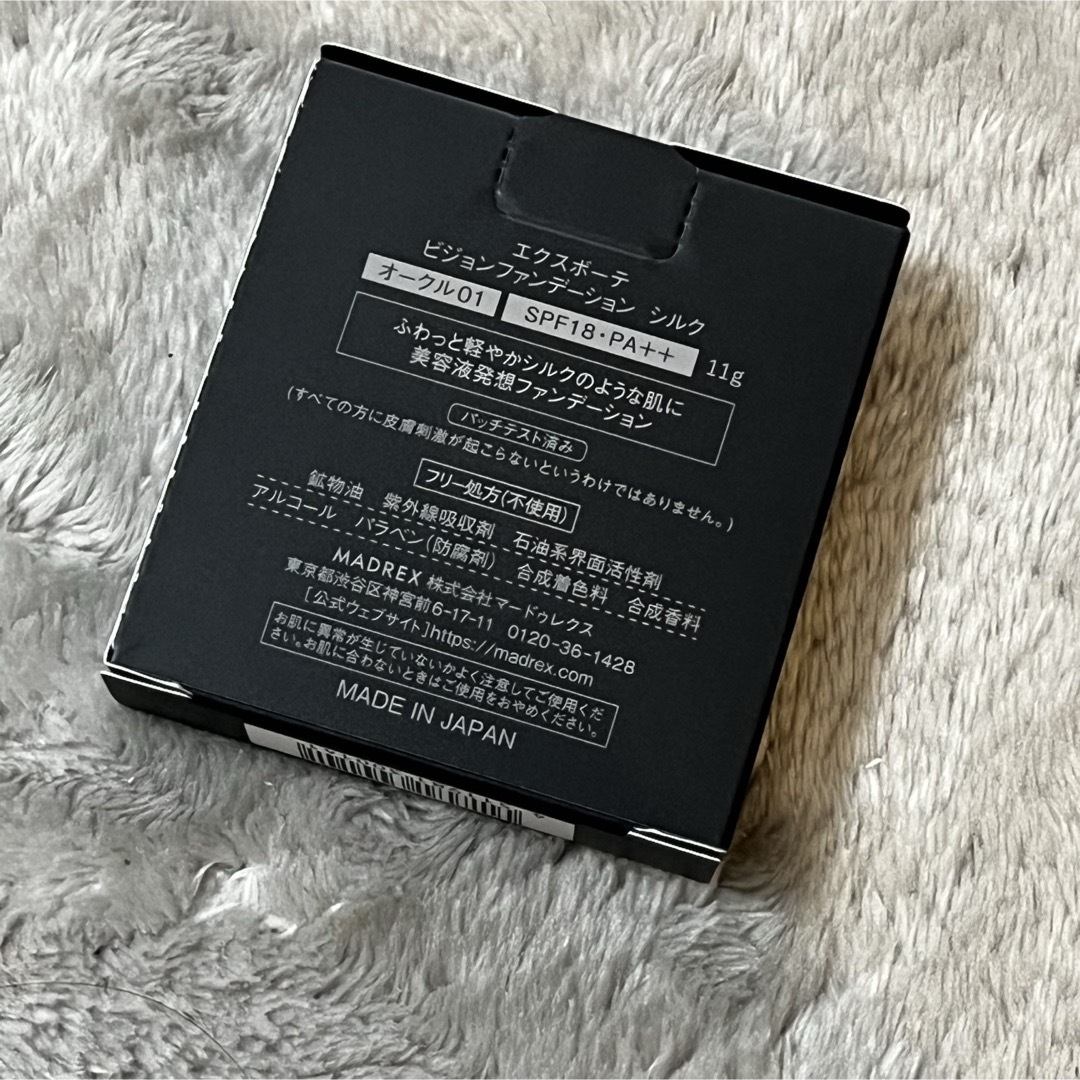 エクスボーテ
ビジョンファンデーション シルク
オークル01 SPF18・PA++ 11g
ふわっと軽やかシルクのような肌に
美容液発想ファンデーション
パッチテスト済み
(すべての方に皮膚刺激が起こらないというわけではありません。)
フリー処方(不使用)
鉱物油 紫外線吸収剤 石油系界面活性剤
アルコール パラベン(防腐剤) 合成着色料 合成香料
MADREX 株式会社マードゥレクス
東京都渋谷区神宮前6-17-11 0120-36-1428
[公式ウェブサイト]https://madrex.com
お肌に異常が生じていないかよく注意してご使用くだ
さい。お肌に合わないときはご使用をおやめください。
MADE IN JAPAN